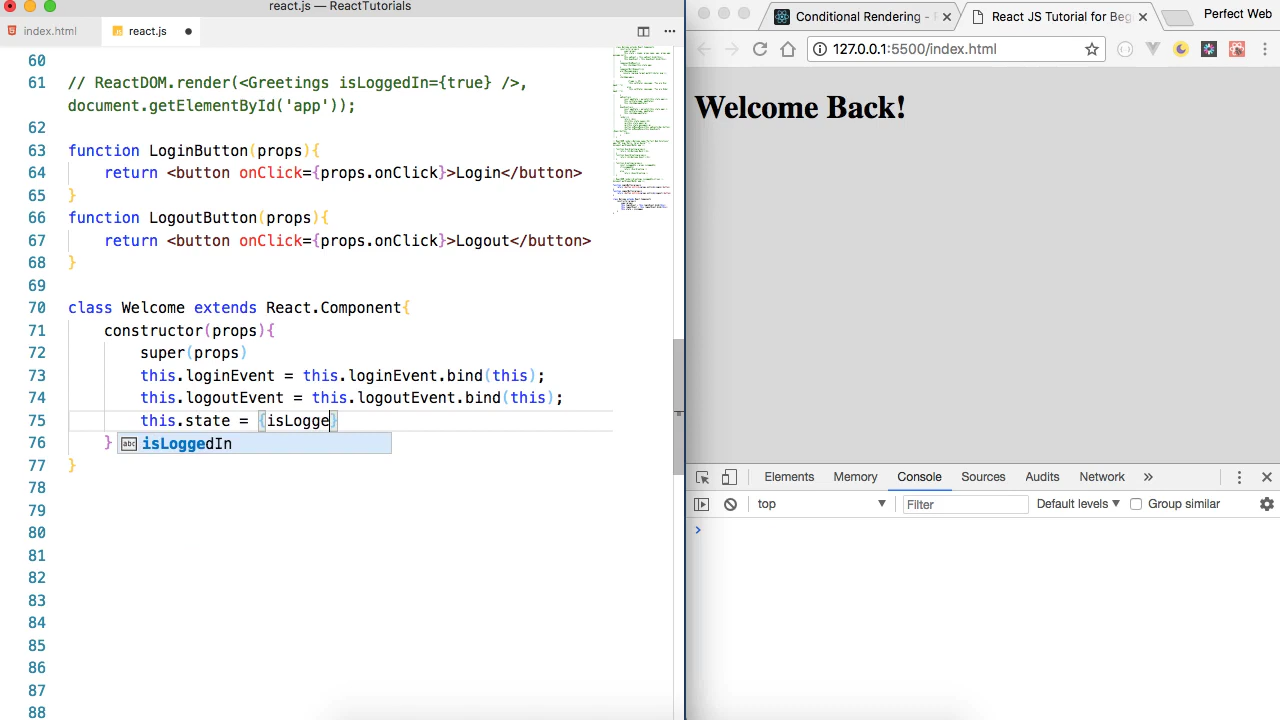 react.js — ReactTutorials
index.html
react.js
60
61 // ReactDOM.render(<Greetings isLoggedIn={true} />,
document.getElementById('app'));
62
63 function LoginButton(props){
64 return <button onClick={props.onClick}>Login</button>
65 }
66 function LogoutButton(props){
67 return <button onClick={props.onClick}>Logout</button>
68 }
69
70 class Welcome extends React.Component{
71 constructor(props){
72 super(props)
73 this.loginEvent = this.loginEvent.bind(this);
74 this.logoutEvent = this.logoutEvent.bind(this);
75 this.state = {isLogge}
76 }
abc isLoggedIn
77 }
78
79
80
81
82
83
84
85
86
87
88
Conditional Rendering -
React JS Tutorial for Beg
Perfect Web
127.0.0.1:5500/index.html
Welcome Back!
Elements Memory Console Sources Audits Network »
top Filter Default levels Group similar